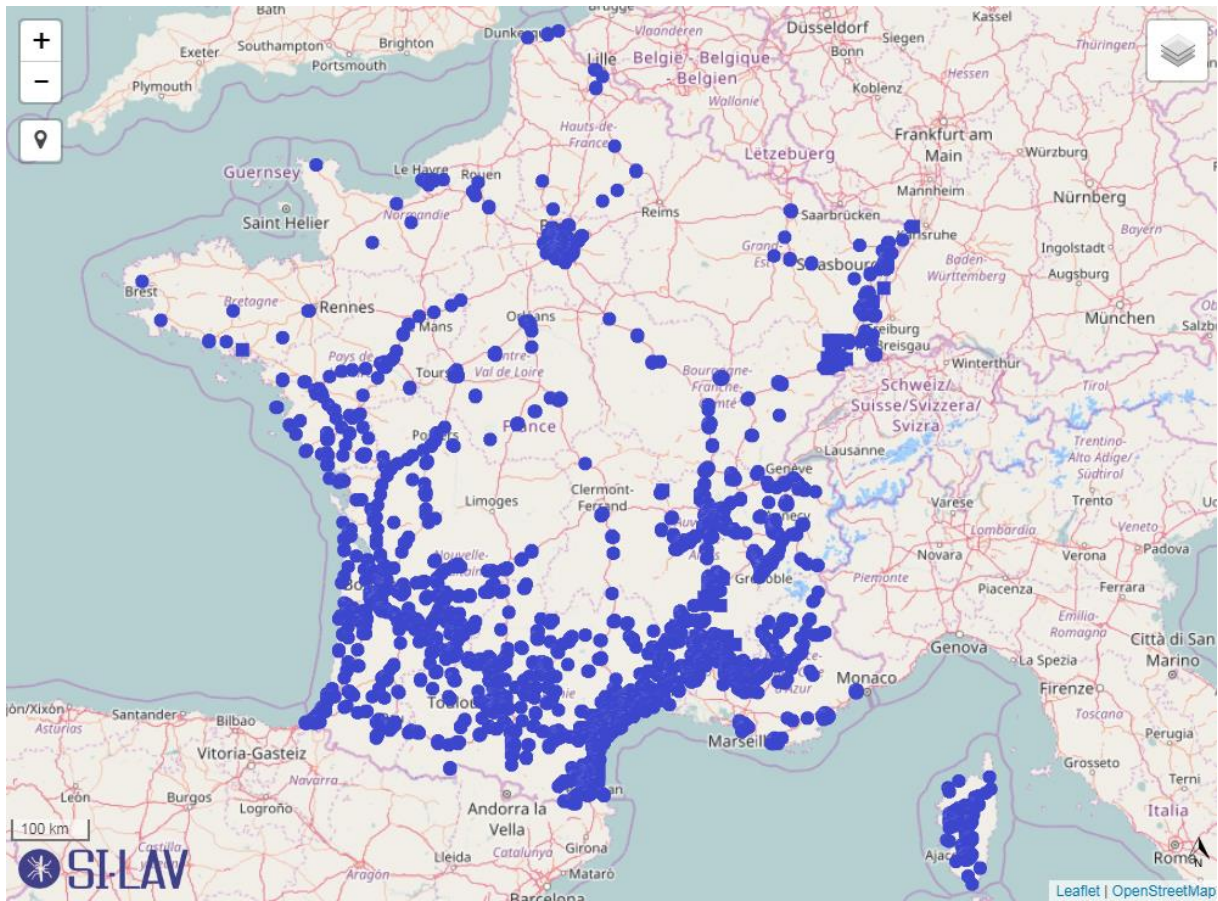 +
−
Bath
Kassel
Exeter
Southampton
Brighton
Portsmouth
Plymouth
Lille
Vlaanderen
België - Belgique
- Belgien
Wallonie
Düsseldorf
Siegen
Bonn
Koblenz
Hessen
Thüringen
Hauts-de-
France
Lëtzebuerg
Frankfurt am
Main
Würzburg
Mannheim
Nürnberg
Guernsey
Saint Helier
Le Havre
Rouen
Normandie
Reims
Saarbrücken
Karlsruhe
Ingolstadt
Bayern
Grand-
Est
Strasbourg
Baden-
Württemberg
Augsburg
München
Brest
Bretagne
Rennes
Mans
Orléans
Freiburg
Breisgau
Winterthur
Pays de
Tours
Val de Loire
Bourgogne-
Franche-
Comté
Schweiz/
Suisse/Svizzera/
Svizra
Tirol
France
Lausanne
Trentino-
Alto Adige/
Südtirol
Limoges
Clermont-
Ferrand
Genève
Annecy
Varese
Trento
Lombardia
Veneto
Novara
Verona
Padova
Nouvelle-
Grenoble
Piemonte
Piacenza
Ferrara
Emilia-
Romagna
Genova
La Spezia
Città di San
Marino
Monaco
Firenze
Toscana
Perugia
Marseille
Grosseto
Terni
Italia
Roma
jón/Xixón
Asturias
Santander
Bilbao
Vitoria-Gasteiz
Navarra
León
Burgos
Logroño
Andorra la
Vella
Girona
Catalunya
Lleida
Mataró
Aragón
Barcelona
100 km
SI-LAV
N
Leaflet | OpenStreetMap